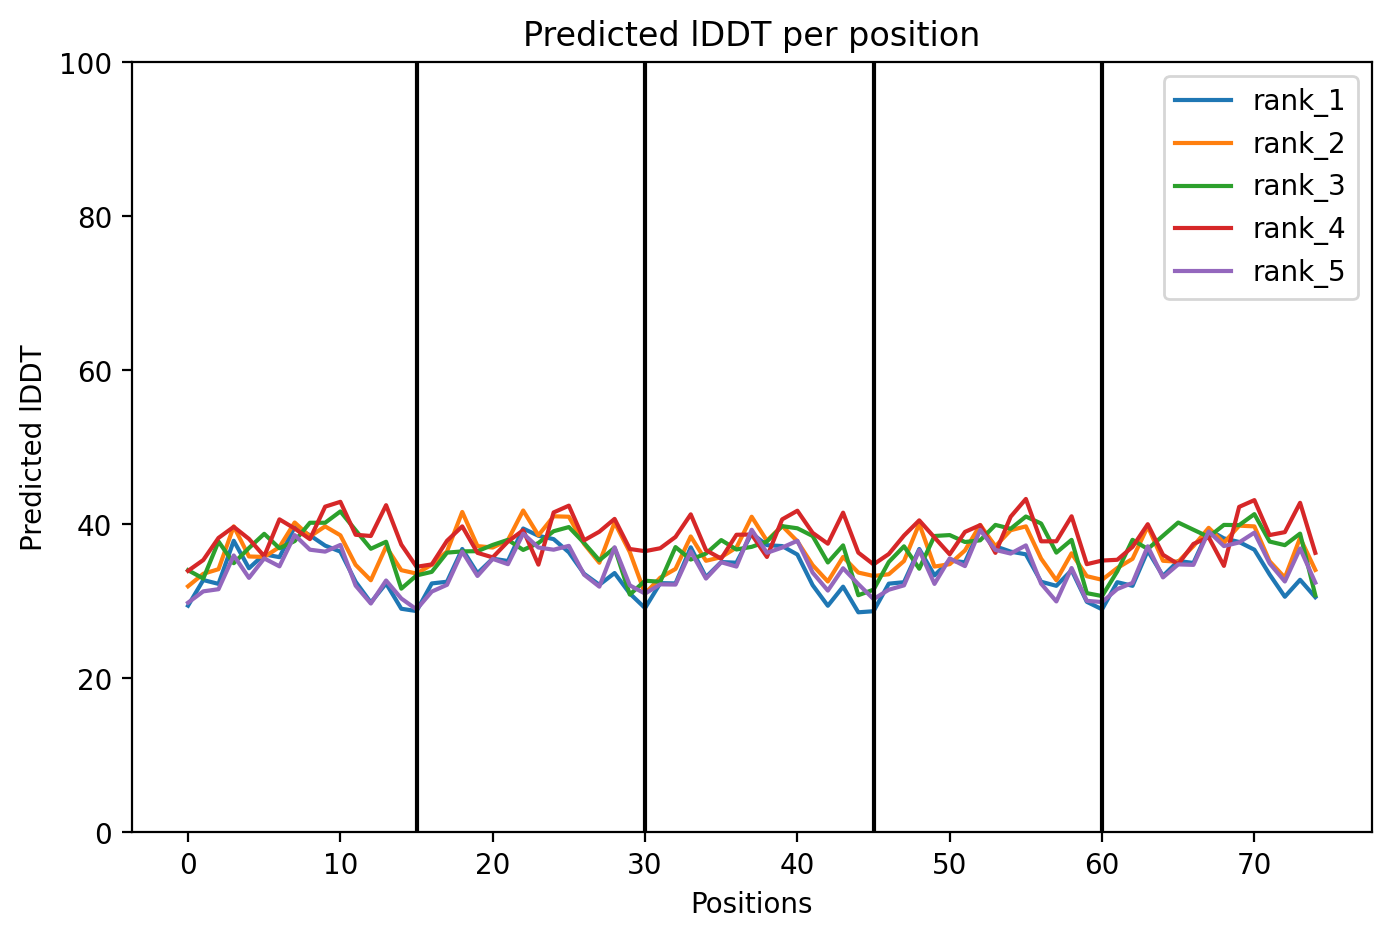 Predicted lDDT per position
100
80
60
40
20
0
Predicted lDDT
0 10 20 30 40 50 60 70
Positions
rank_1
rank_2
rank_3
rank_4
rank_5